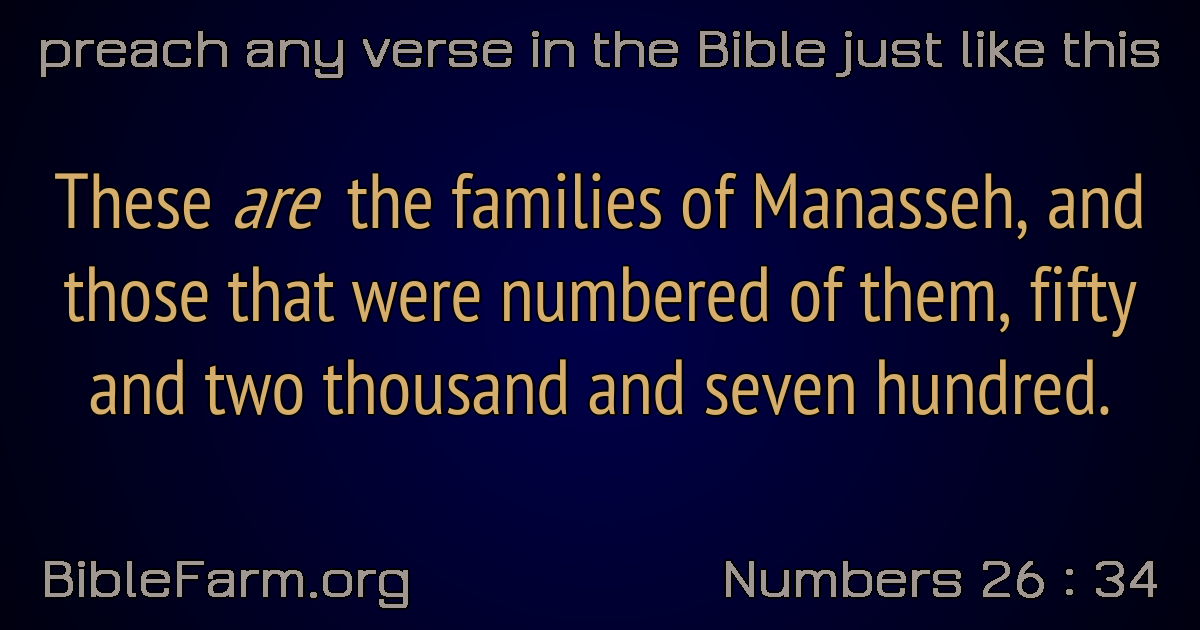 preach any verse in the Bible just like this
These are the families of Manasseh, and
those that were numbered of them, fifty
and two thousand and seven hundred.
BibleFarm.org
Numbers 26 : 34